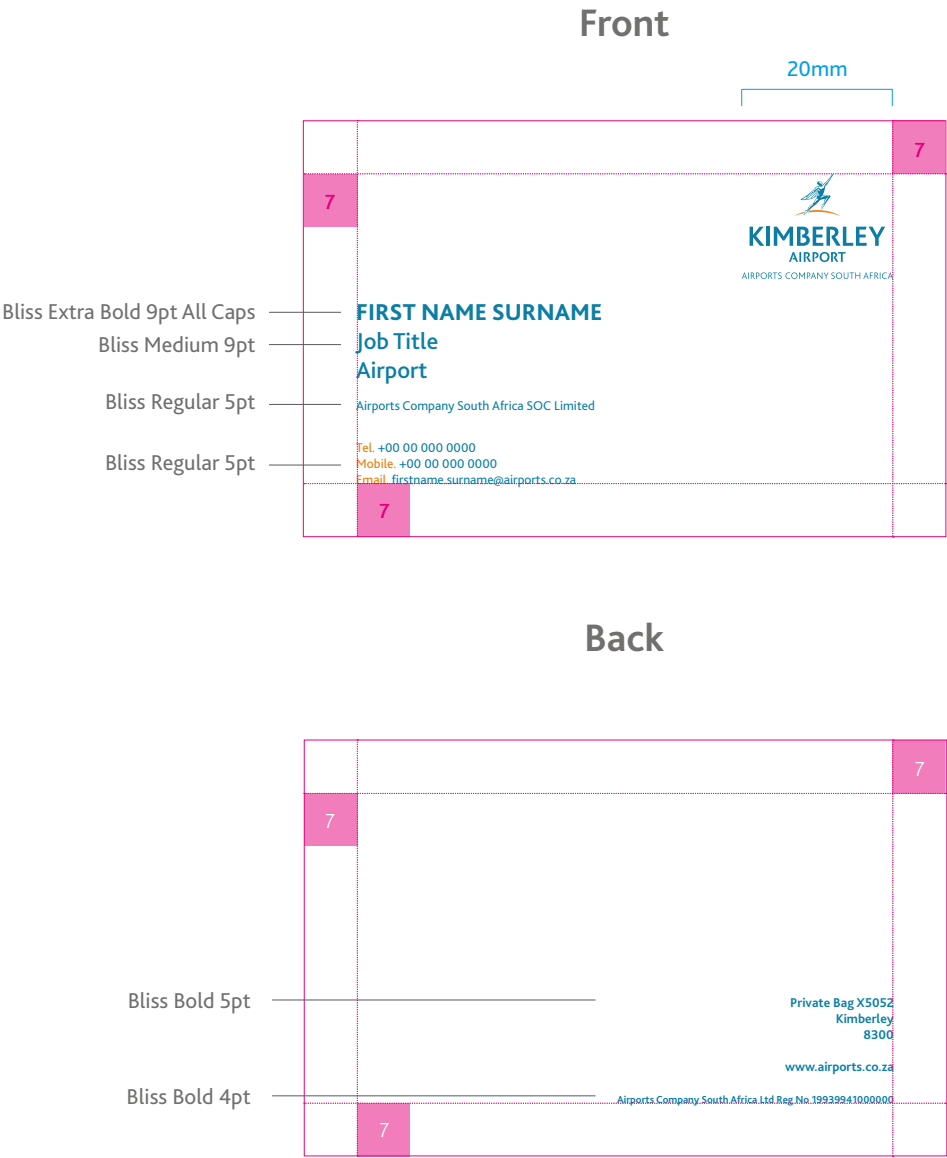 Front
20mm
7
7
KIMBERLEY
AIRPORT
AIRPORTS COMPANY SOUTH AFRICA
Bliss Extra Bold 9pt All Caps
FIRST NAME SURNAME
Bliss Medium 9pt
Job Title
Airport
Bliss Regular 5pt
Airports Company South Africa SOC Limited
Bliss Regular 5pt
Tel. +00 00 000 0000
Mobile. +00 00 000 0000
Email. firstname.surname@airports.co.za
7
Back
7
7
Bliss Bold 5pt
Private Bag X5052
Kimberley
8300
www.airports.co.za
Bliss Bold 4pt
Airports Company South Africa Ltd Reg No 19939941000000
7